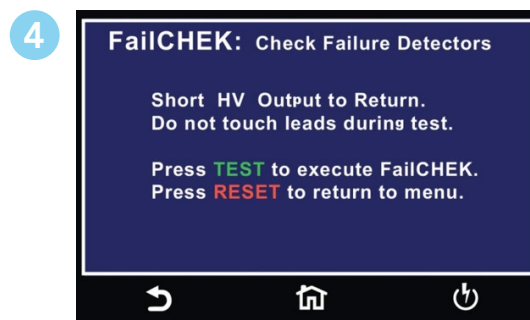 4
FailCHEK: Check Failure Detectors
Short HV Output to Return.
Do not touch leads during test.
Press TEST to execute FailCHEK.
Press RESET to return to menu.